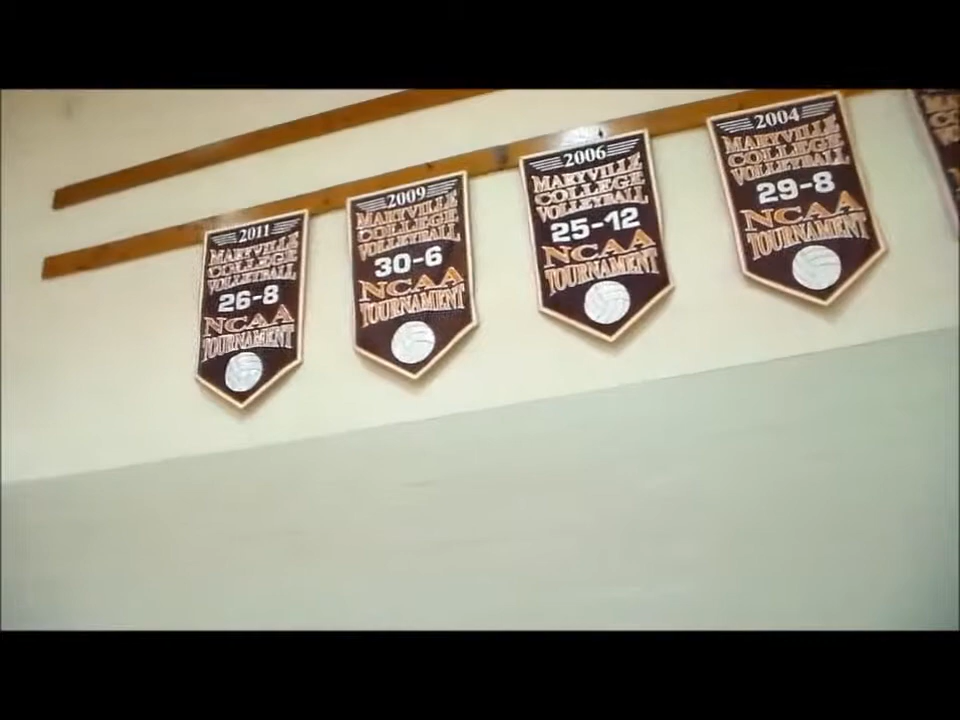 2011
MARYVILLE
COLLEGE
VOLLEYBALL
26-8
NCAA
TOURNAMENT
2009
MARYVILLE
COLLEGE
VOLLEYBALL
30-6
NCAA
TOURNAMENT
2006
MARYVILLE
COLLEGE
VOLLEYBALL
25-12
NCAA
TOURNAMENT
2004
MARYVILLE
COLLEGE
VOLLEYBALL
29-8
NCAA
TOURNAMENT